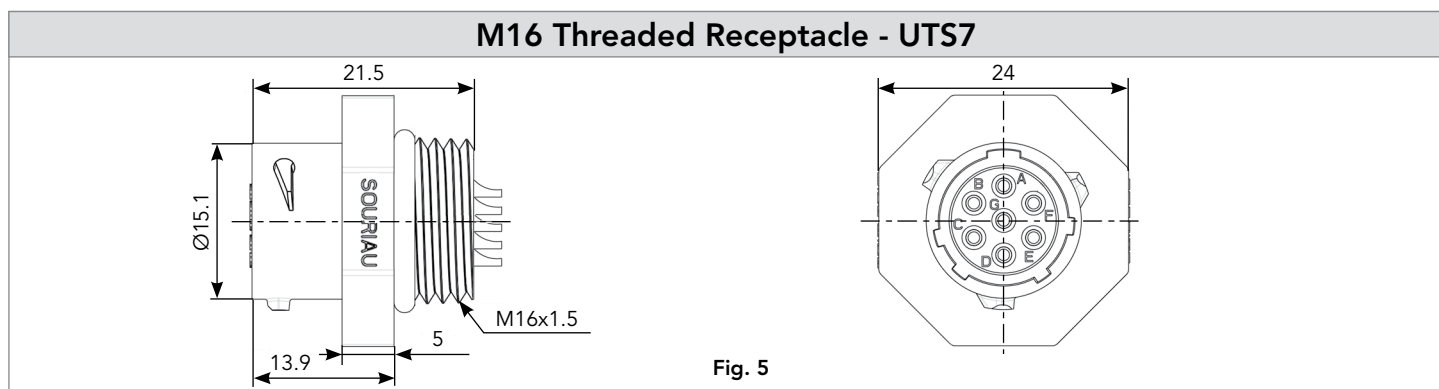 M16 Threaded Receptacle - UTS7
21.5
24
Ø15.1
SOURIAU
M16x1.5
5
13.9
B
A
G
F
C
D
E
Fig. 5